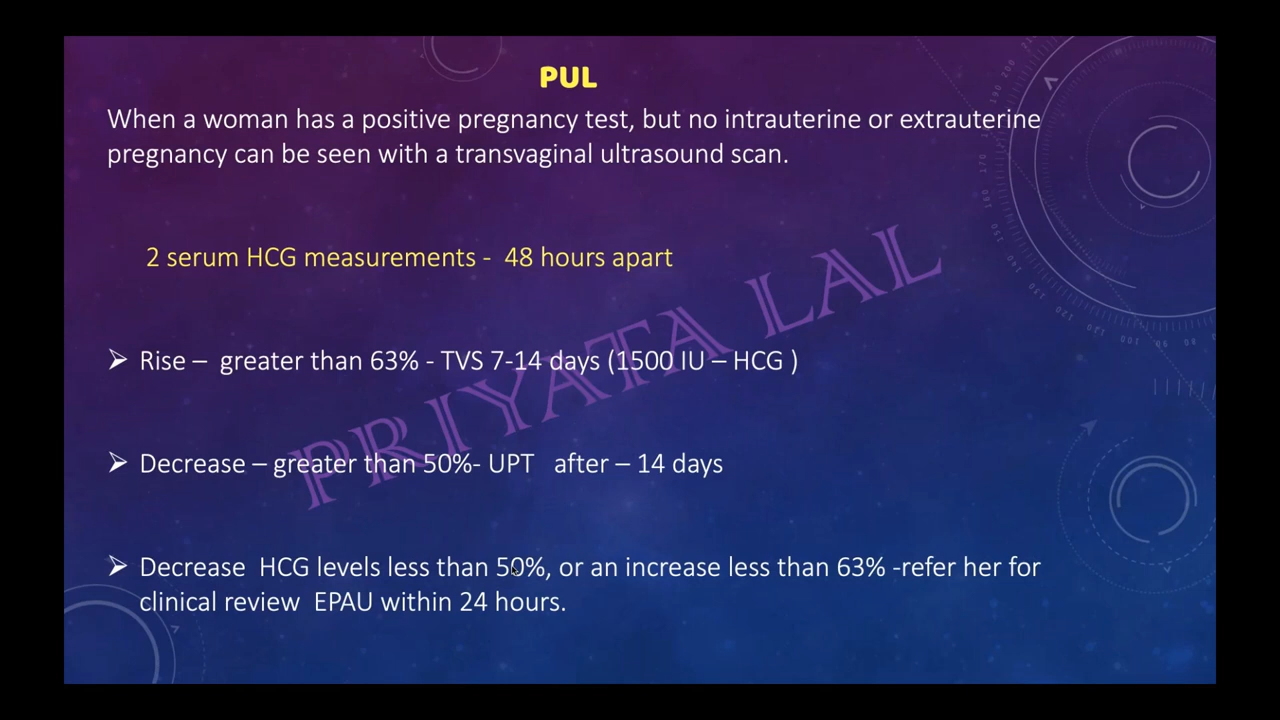 PUL
When a woman has a positive pregnancy test, but no intrauterine or extrauterine
pregnancy can be seen with a transvaginal ultrasound scan.
2 serum HCG measurements - 48 hours apart
PRIYATA LAL
➢ Rise – greater than 63% - TVS 7-14 days (1500 IU – HCG )
➢ Decrease – greater than 50%- UPT after – 14 days
➢ Decrease HCG levels less than 50%, or an increase less than 63% -refer her for
clinical review EPAU within 24 hours.